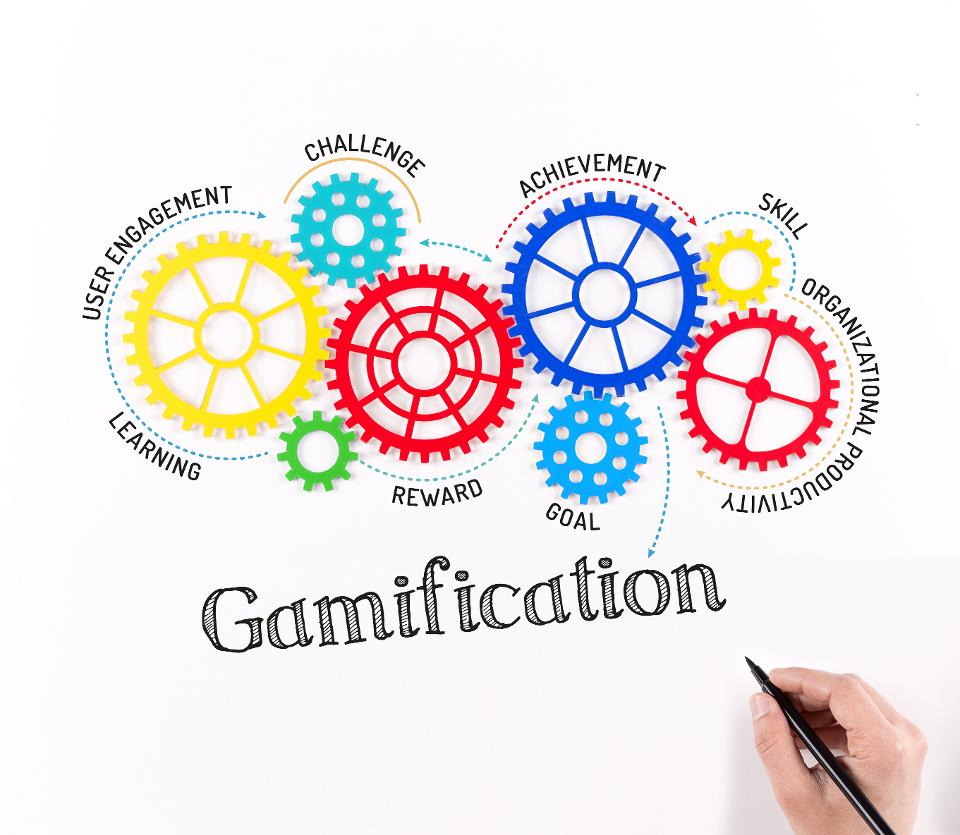 CHALLENGE
ACHIEVEMENT
USER ENGAGEMENT
SKILL
ORGANIZATIONAL PRODUCTIVITY
LEARNING
REWARD
GOAL
Gamification